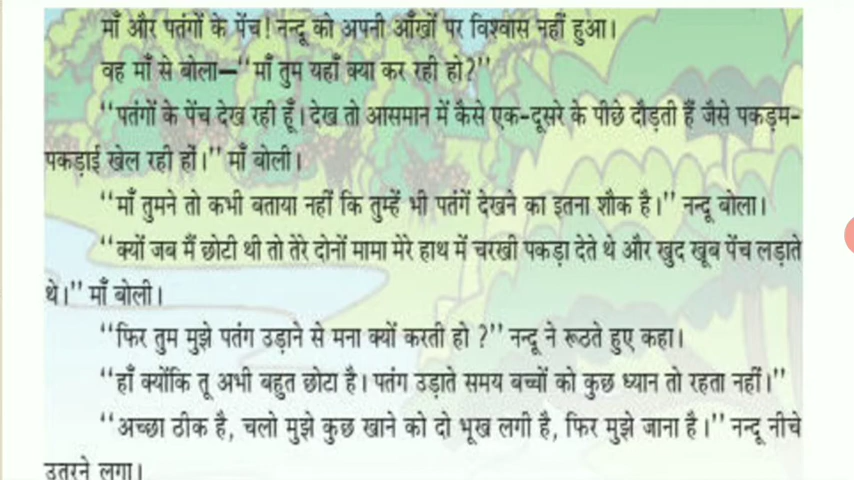 माँ और पतंगों के पेंच! नन्दू को अपनी आँखों पर विश्वास नहीं हुआ।
वह माँ से बोला—‘‘माँ तुम यहाँ क्या कर रही हो?’’
‘‘पतंगों के पेंच देख रही हूँ। देख तो आसमान में कैसे एक-दूसरे के पीछे दौड़ती हैं जैसे पकड़म-
पकड़ाई खेल रही हों।’’ माँ बोली।
‘‘माँ तुमने तो कभी बताया नहीं कि तुम्हें भी पतंगें देखने का इतना शौक है।’’ नन्दू बोला।
‘‘क्यों जब मैं छोटी थी तो तेरे दोनों मामा मेरे हाथ में चरखी पकड़ा देते थे और खुद खूब पेंच लड़ाते
थे।’’ माँ बोली।
‘‘फिर तुम मुझे पतंग उड़ाने से मना क्यों करती हो ?’’ नन्दू ने रूठते हुए कहा।
‘‘हाँ क्योंकि तू अभी बहुत छोटा है। पतंग उड़ाते समय बच्चों को कुछ ध्यान तो रहता नहीं।’’
‘‘अच्छा ठीक है, चलो मुझे कुछ खाने को दो भूख लगी है, फिर मुझे जाना है।’’ नन्दू नीचे
उतरने लगा।